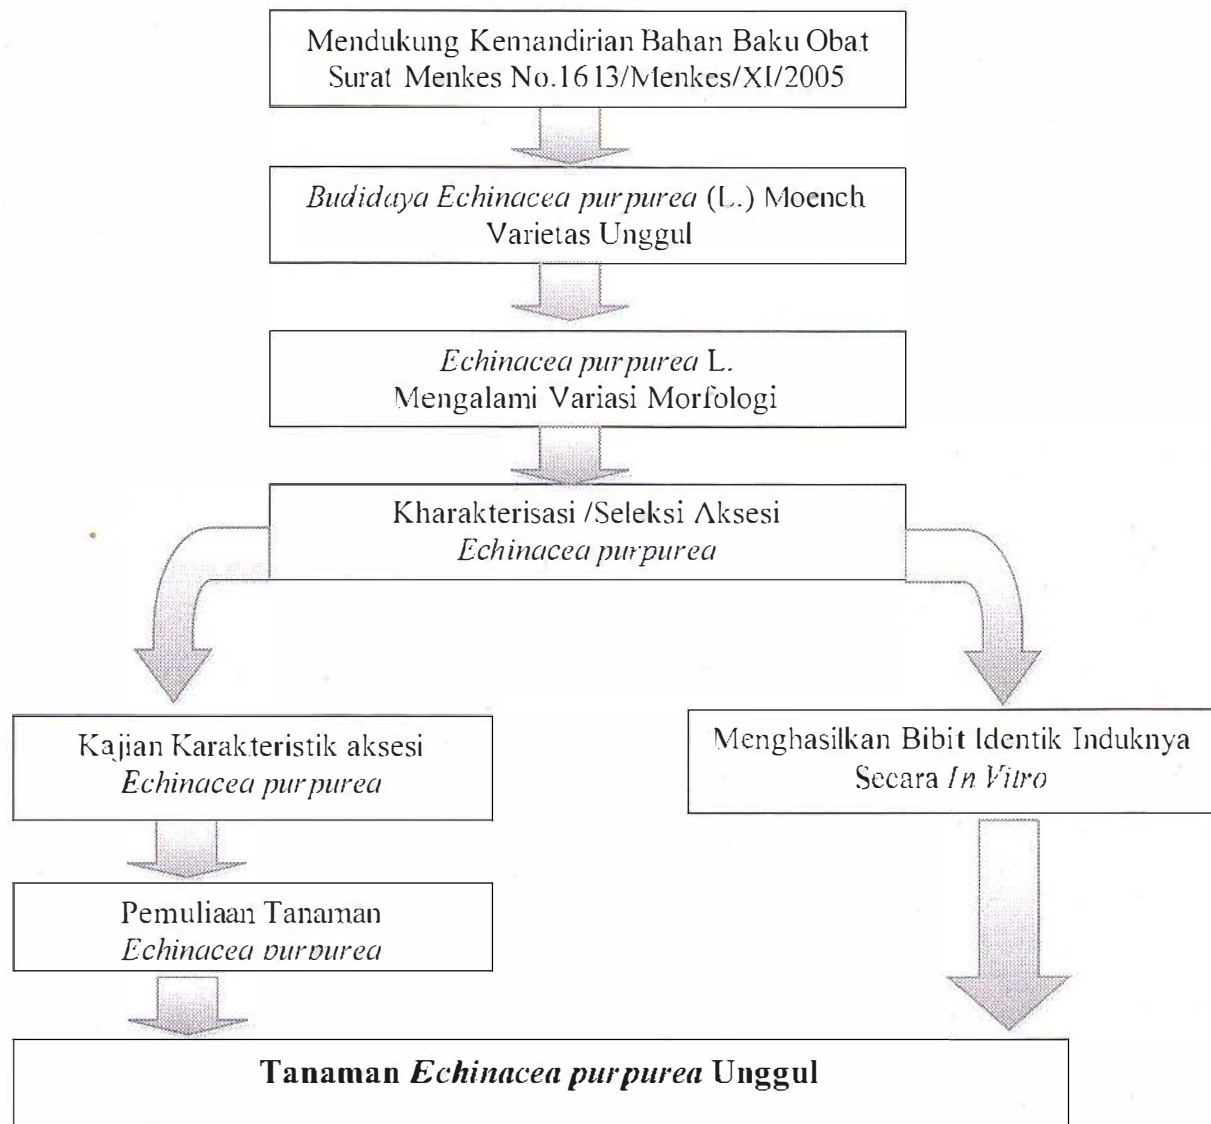 Mendukung Kemandirian Bahan Baku Obat
Surat Menkes No.1613/Menkes/XI/2005
Budidaya Echinacea purpurea (L.) Moench
Varietas Unggul
Echinacea purpurea L.
Mengalami Variasi Morfologi
Kharakterisasi /Seleksi Aksesi
Echinacea purpurea
Kajian Karakteristik aksesi
Echinacea purpurea
Menghasilkan Bibit Identik Induknya
Secara In Vitro
Pemuliaan Tanaman
Echinacea purpurea
Tanaman Echinacea purpurea Unggul